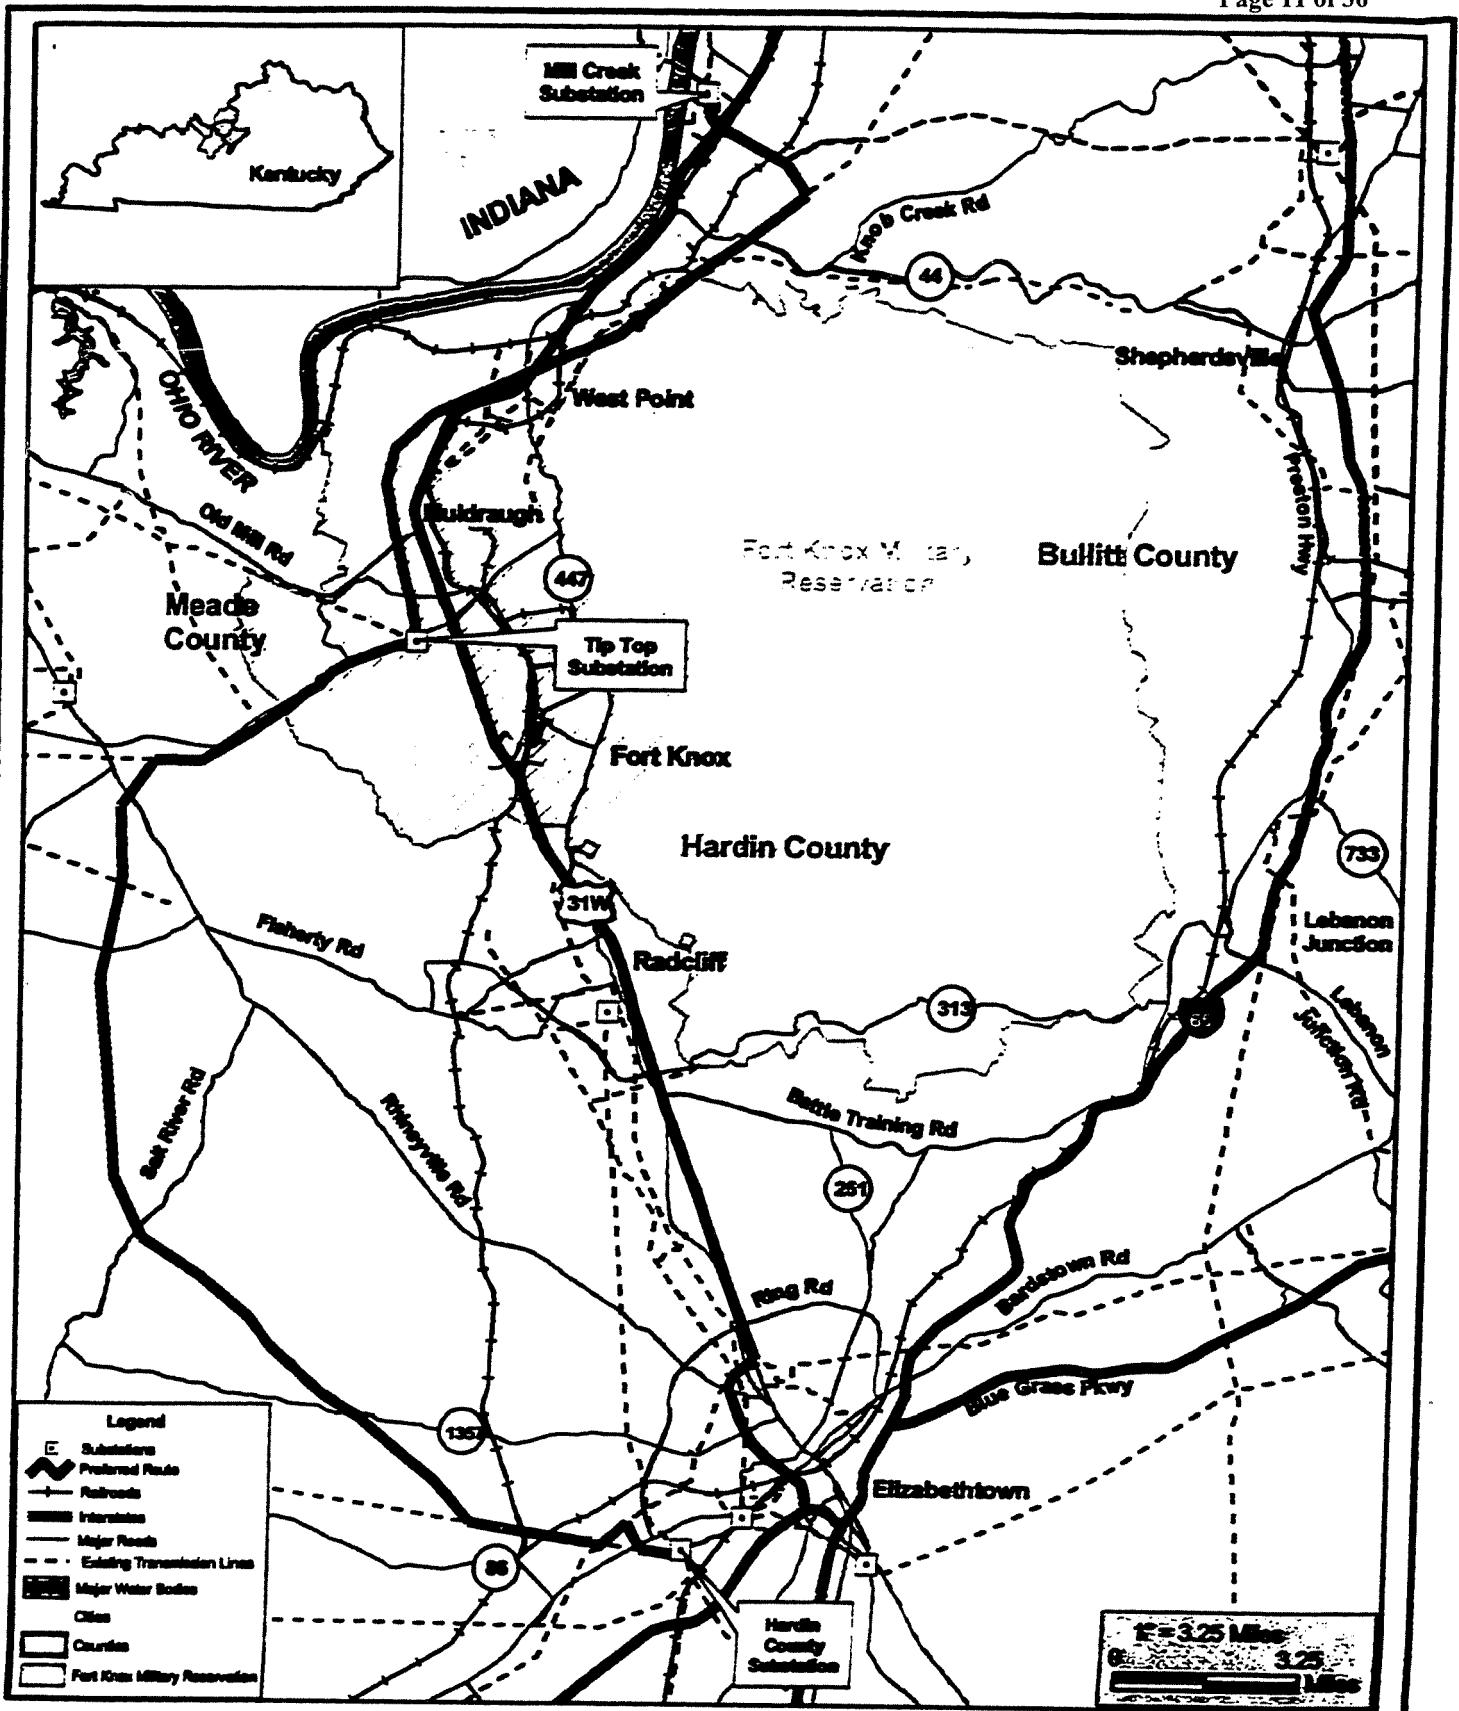 Page 11 of 36
Mill Creek
Substation
Kentucky
INDIANA
Knob Creek Rd
44
Shepherdsville
OHIO RIVER
West Point
Preston Hwy
Old Mill Rd
Muldraugh
Fort Knox Military
Reservation
Bullitt County
447
Meade
County
Tip Top
Substation
Fort Knox
Hardin County
733
31W
Lebanon
Junction
Flaherty Rd
Radcliff
313
65
Lebanon
Junction Rd
Salt River Rd
Rhineyville Rd
Battle Training Rd
251
Ring Rd
Bardstown Rd
Blue Grass Pkwy
1357
Elizabethtown
86
Hardin
County
Substation
Legend
Substations
Preferred Route
Railroads
Interstates
Major Roads
Existing Transmission Lines
Major Water Bodies
Cities
Counties
Fort Knox Military Reservation
1" = 3.25 Miles
0 3.25
Miles